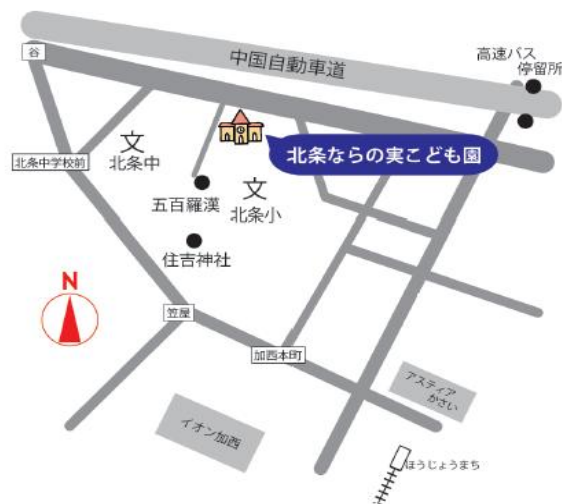 中国自動車道
高速バス
停留所
谷
文
北条中
北条中学校前
北条ならの実こども園
五百羅漢
文
北条小
住吉神社
N
笠屋
加西本町
アスティア
かさい
イオン加西
ほうじょうまち